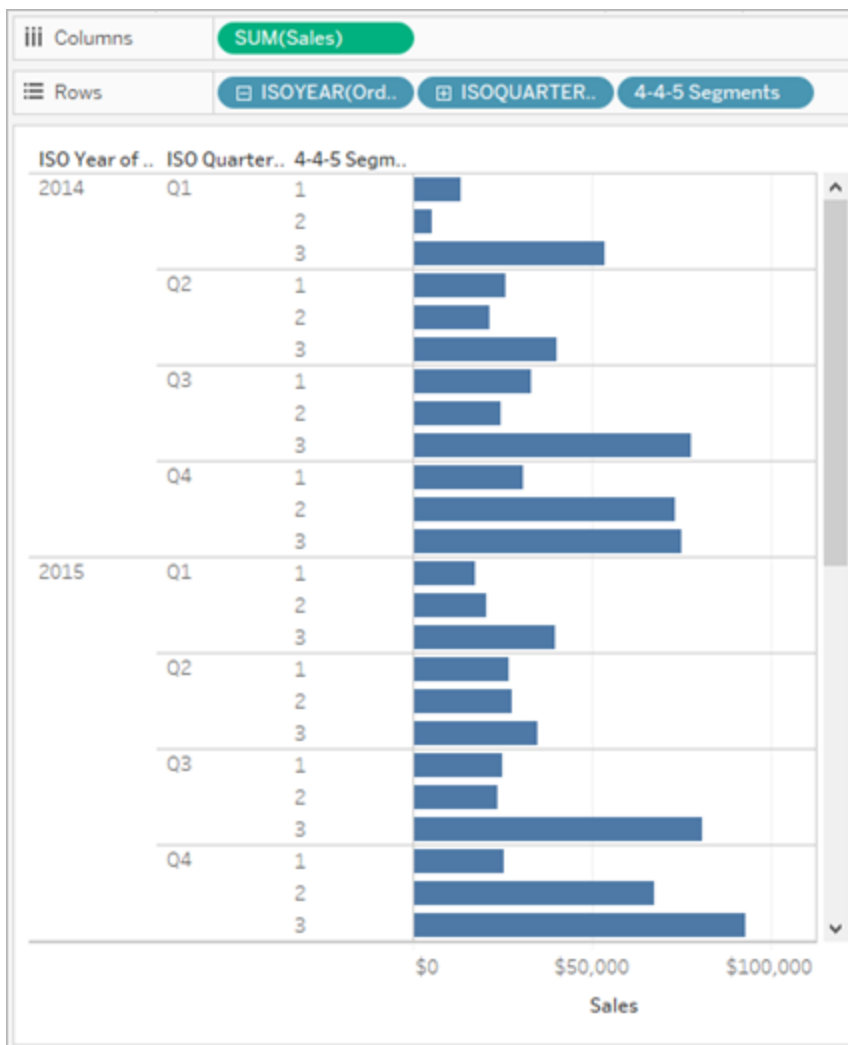 Columns SUM(Sales)
Rows ISOYEAR(Ord.. ISOQUARTER.. 4-4-5 Segments
ISO Year of .. ISO Quarter.. 4-4-5 Segm..
2014 Q1 1
2
3
Q2 1
2
3
Q3 1
2
3
Q4 1
2
3
2015 Q1 1
2
3
Q2 1
2
3
Q3 1
2
3
Q4 1
2
3
$0 $50,000 $100,000
Sales